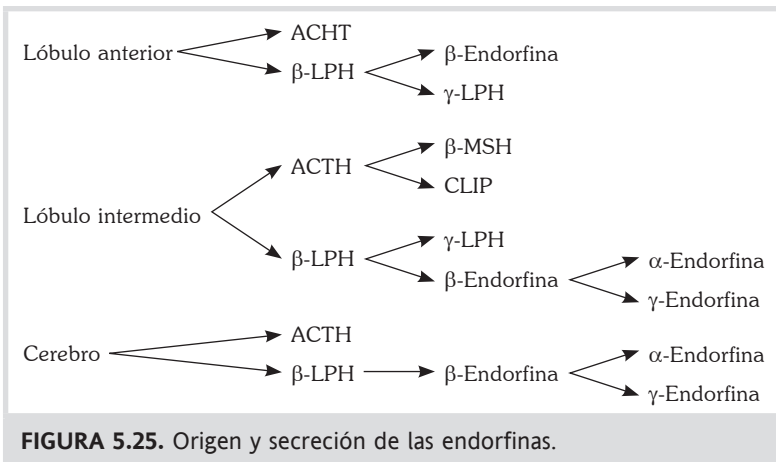 ACHT
Lóbulo anterior
β-Endorfina
β-LPH
γ-LPH
β-MSH
ACTH
CLIP
Lóbulo intermedio
γ-LPH
β-LPH
α-Endorfina
β-Endorfina
γ-Endorfina
ACTH
Cerebro
α-Endorfina
β-LPH
β-Endorfina
γ-Endorfina
FIGURA 5.25. Origen y secreción de las endorfinas.